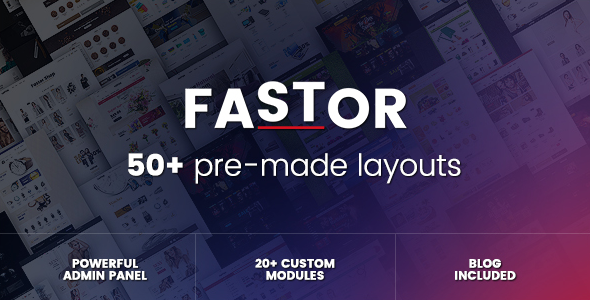 FASTOR
50+ pre-made layouts
POWERFUL
ADMIN PANEL
20+ CUSTOM
MODULES
BLOG
INCLUDED